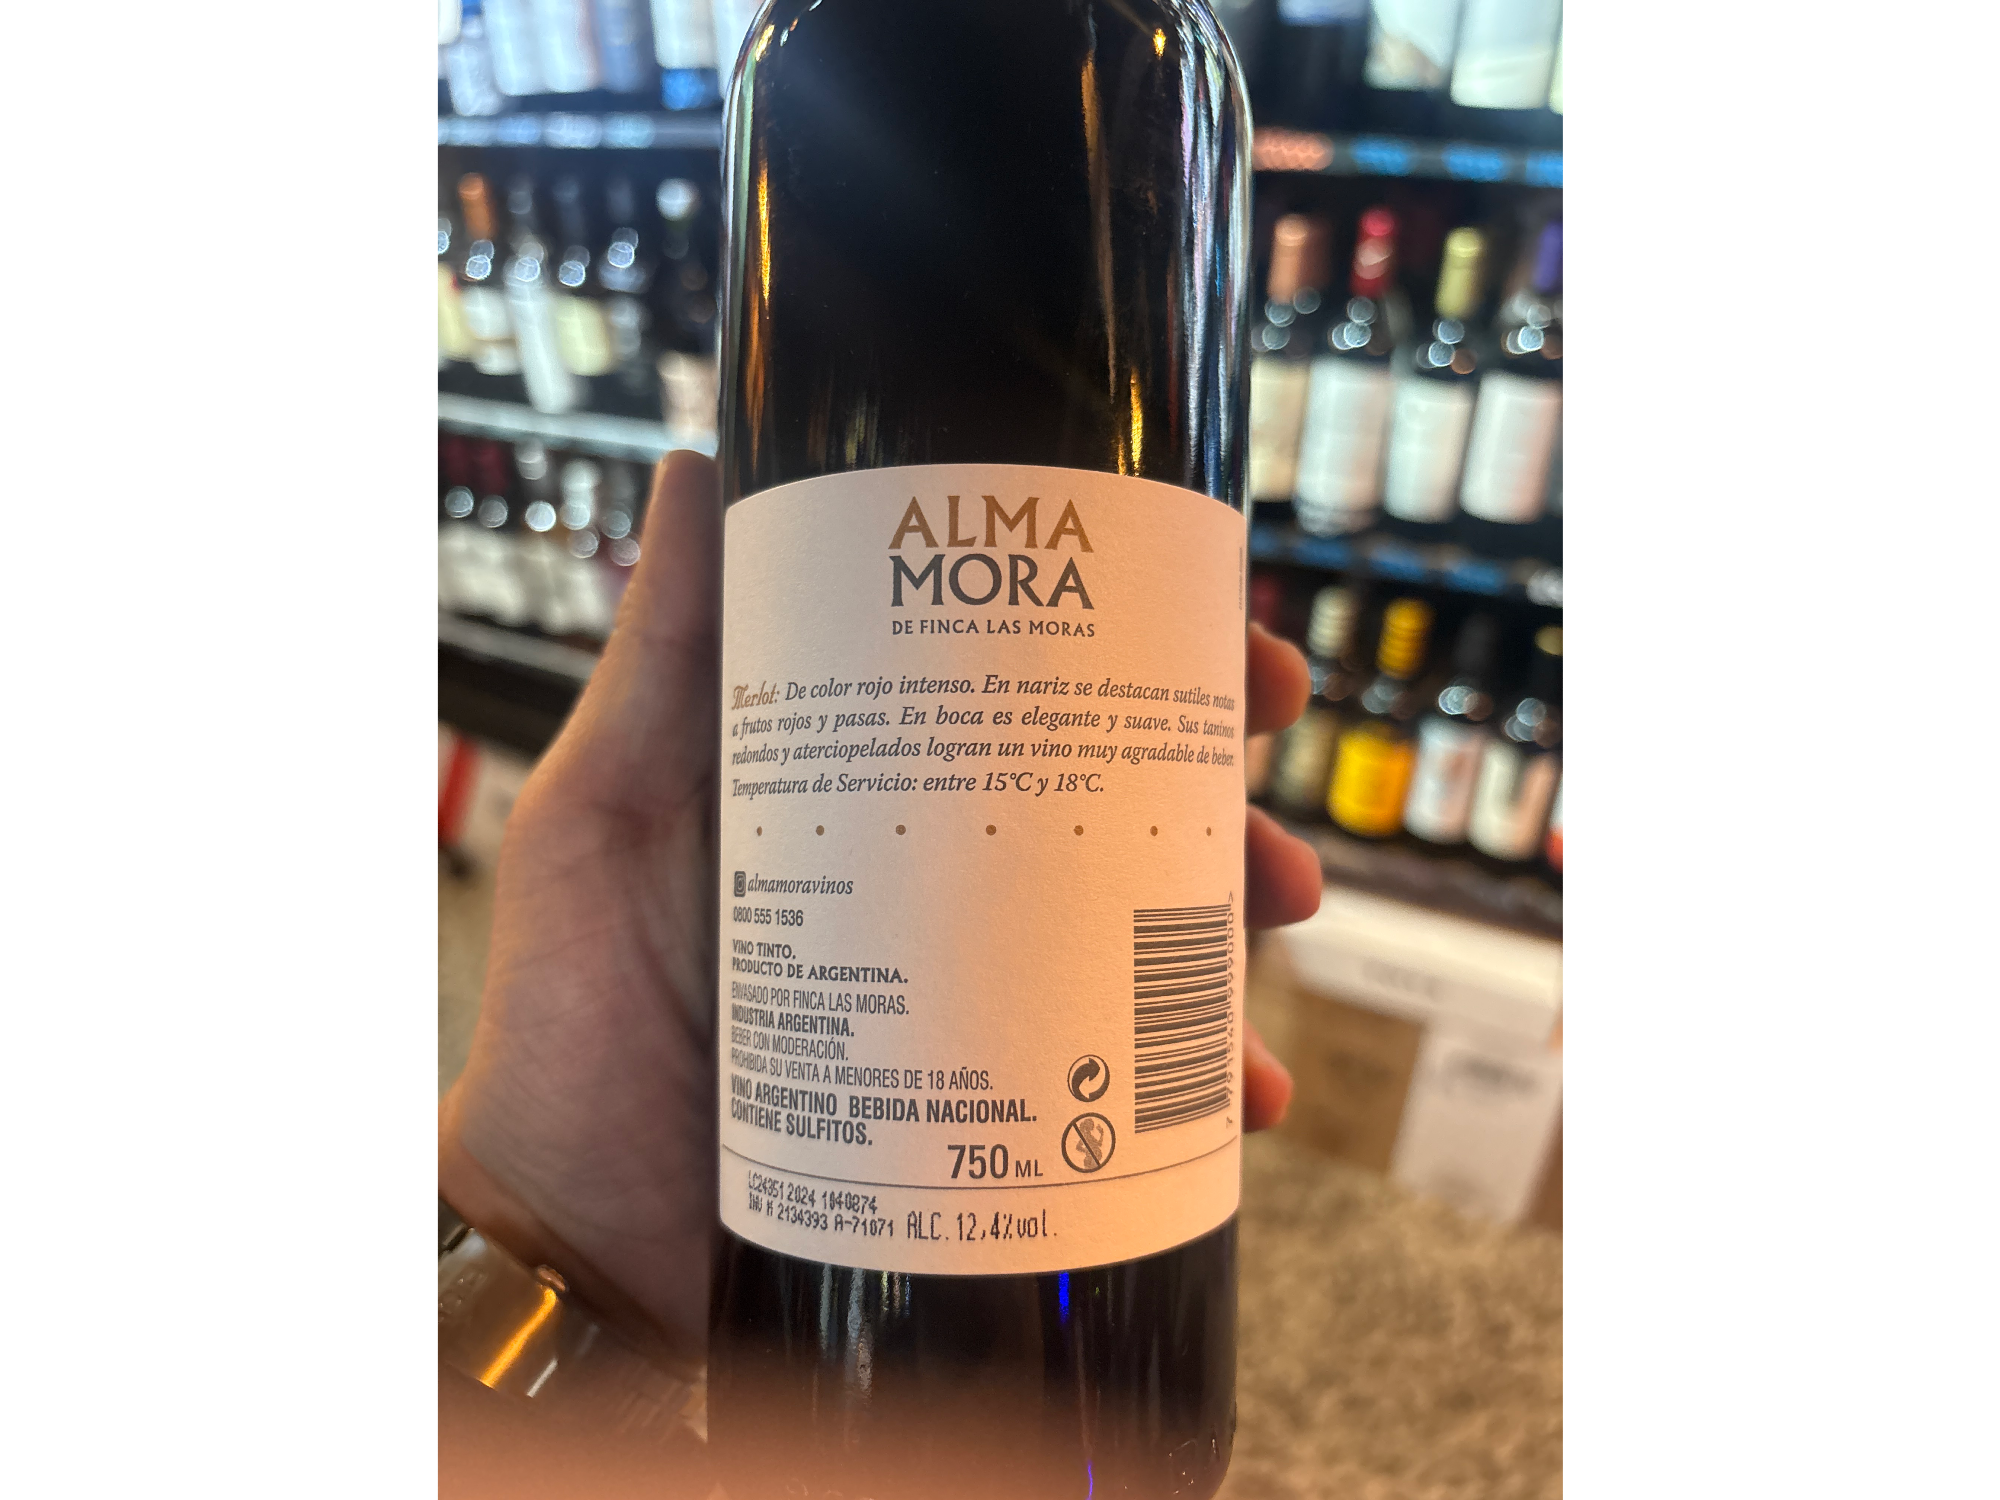 ALMA
MORA
DE FINCA LAS MORAS
Merlot: De color rojo intenso. En nariz se destacan sutiles notas
a frutos rojos y pasas. En boca es elegante y suave. Sus taninos
redondos y aterciopelados logran un vino muy agradable de beber.
Temperatura de Servicio: entre 15°C y 18°C.
almamoravinos
0800 555 1536
VINO TINTO.
PRODUCTO DE ARGENTINA.
ENVASADO POR FINCA LAS MORAS.
INDUSTRIA ARGENTINA.
BEBER CON MODERACIÓN.
PROHIBIDA SU VENTA A MENORES DE 18 AÑOS.
VINO ARGENTINO BEBIDA NACIONAL.
CONTIENE SULFITOS.
750 ML
LC24351 2024 1040874
INV # 2134393 A-71071 ALC. 12,4%vol.